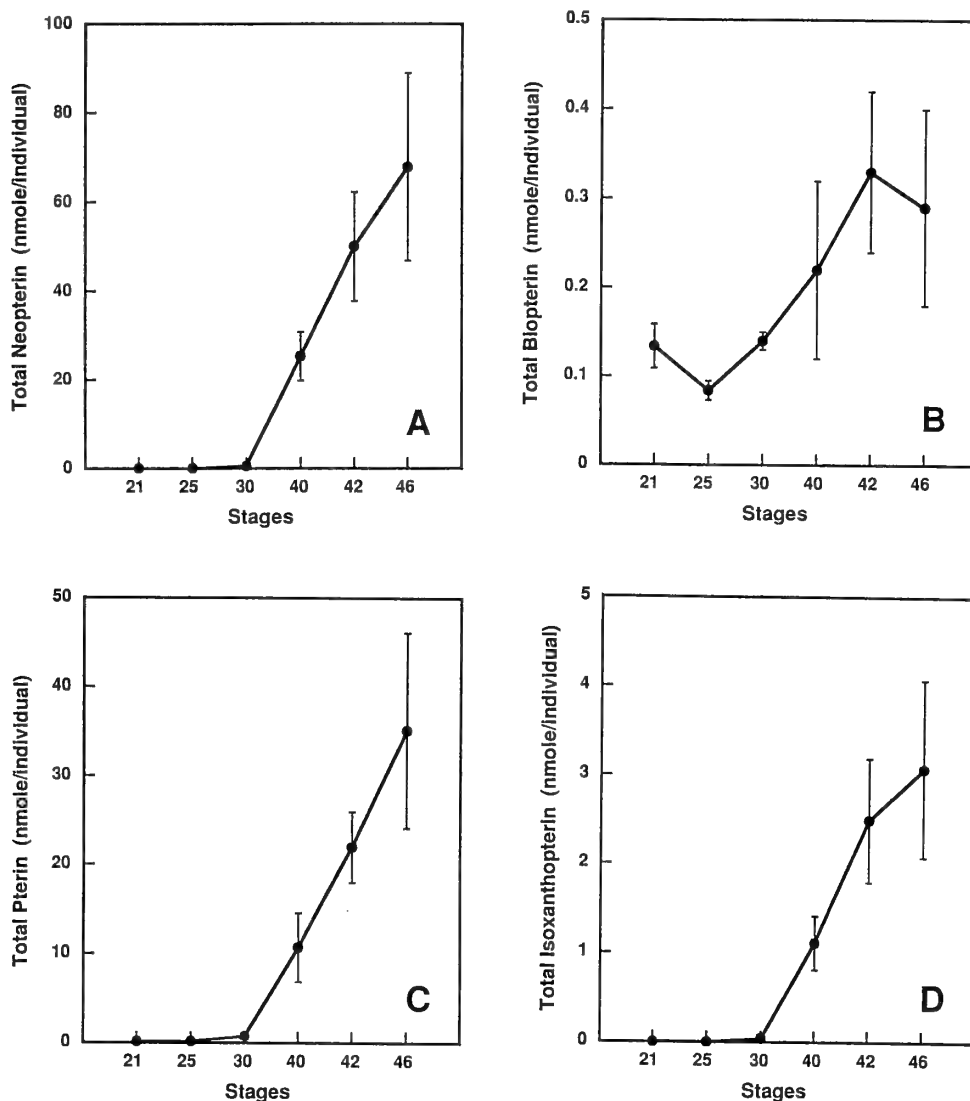 Total Neopterin (nmole/individual)
100
80
60
40
20
0
21 25 30 40 42 46
Stages
A
Total Biopterin (nmole/individual)
0.5
0.4
0.3
0.2
0.1
0
21 25 30 40 42 46
Stages
B
Total Pterin (nmole/individual)
50
40
30
20
10
0
21 25 30 40 42 46
Stages
C
Total Isoxanthopterin (nmole/individual)
5
4
3
2
1
0
21 25 30 40 42 46
Stages
D